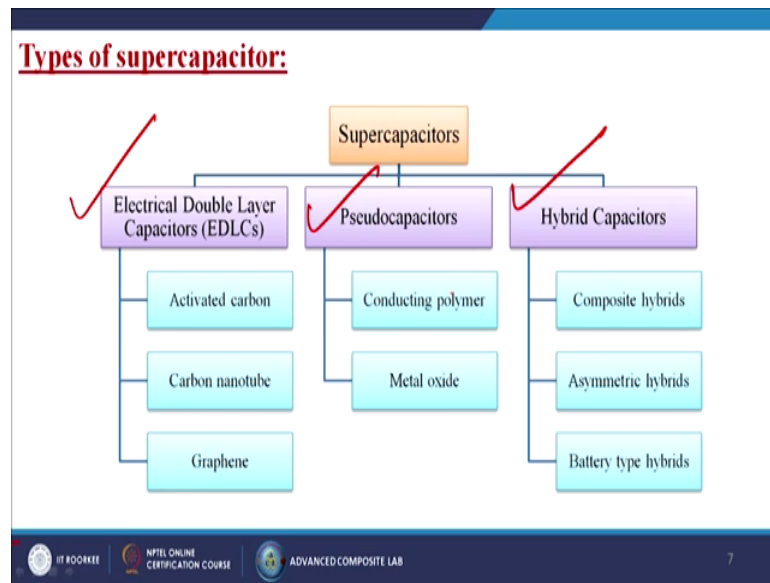 Types of supercapacitor:
Supercapacitors
Electrical Double Layer
Capacitors (EDLCs)
Pseudocapacitors
Hybrid Capacitors
Activated carbon
Conducting polymer
Composite hybrids
Carbon nanotube
Metal oxide
Asymmetric hybrids
Graphene
Battery type hybrids
IIT ROORKEE
NPTEL ONLINE
CERTIFICATION COURSE
ADVANCED COMPOSITE LAB
7